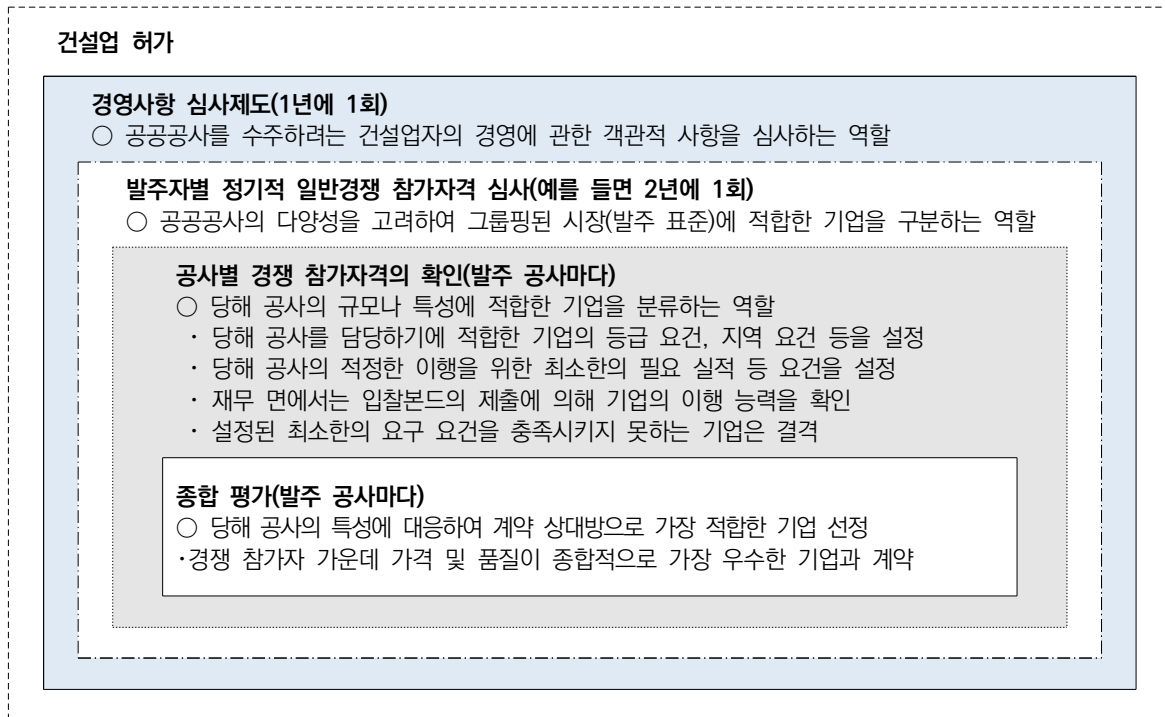 건설업 허가
경영사항 심사제도(1년에 1회)
○ 공공공사를 수주하려는 건설업자의 경영에 관한 객관적 사항을 심사하는 역할
발주자별 정기적 일반경쟁 참가자격 심사(예를 들면 2년에 1회)
○ 공공공사의 다양성을 고려하여 그룹핑된 시장(발주 표준)에 적합한 기업을 구분하는 역할
공사별 경쟁 참가자격의 확인(발주 공사마다)
○ 당해 공사의 규모나 특성에 적합한 기업을 분류하는 역할
· 당해 공사를 담당하기에 적합한 기업의 등급 요건, 지역 요건 등을 설정
· 당해 공사의 적정한 이행을 위한 최소한의 필요 실적 등 요건을 설정
· 재무 면에서는 입찰본드의 제출에 의해 기업의 이행 능력을 확인
· 설정된 최소한의 요구 요건을 충족시키지 못하는 기업은 결격
종합 평가(발주 공사마다)
○ 당해 공사의 특성에 대응하여 계약 상대방으로 가장 적합한 기업 선정
·경쟁 참가자 가운데 가격 및 품질이 종합적으로 가장 우수한 기업과 계약